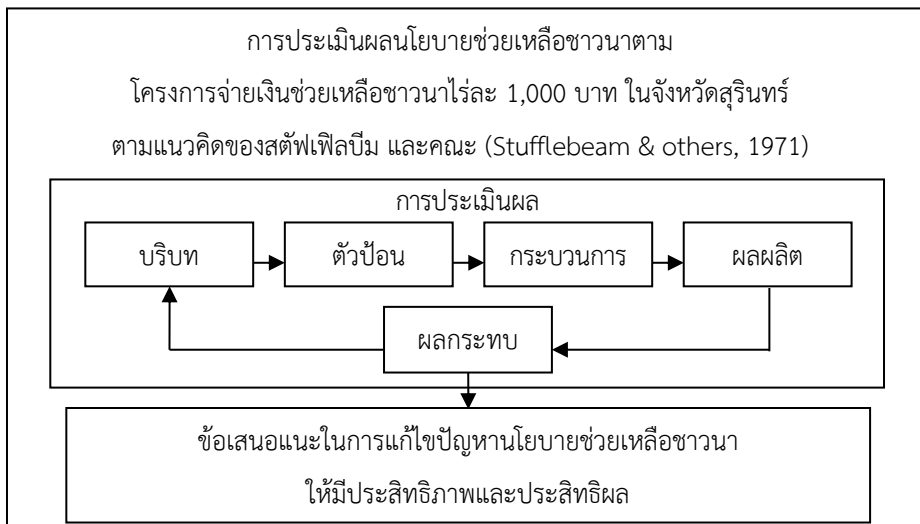 การประเมินผลนโยบายช่วยเหลือชาวนาตาม
โครงการจ่ายเงินช่วยเหลือชาวนาไร่ละ 1,000 บาท ในจังหวัดสุรินทร์
ตามแนวคิดของสตัฟเฟิลบีม และคณะ (Stufflebeam & others, 1971)
การประเมินผล
บริบท
ตัวป้อน
กระบวนการ
ผลผลิต
ผลกระทบ
ข้อเสนอแนะในการแก้ไขปัญหานโยบายช่วยเหลือชาวนา
ให้มีประสิทธิภาพและประสิทธิผล